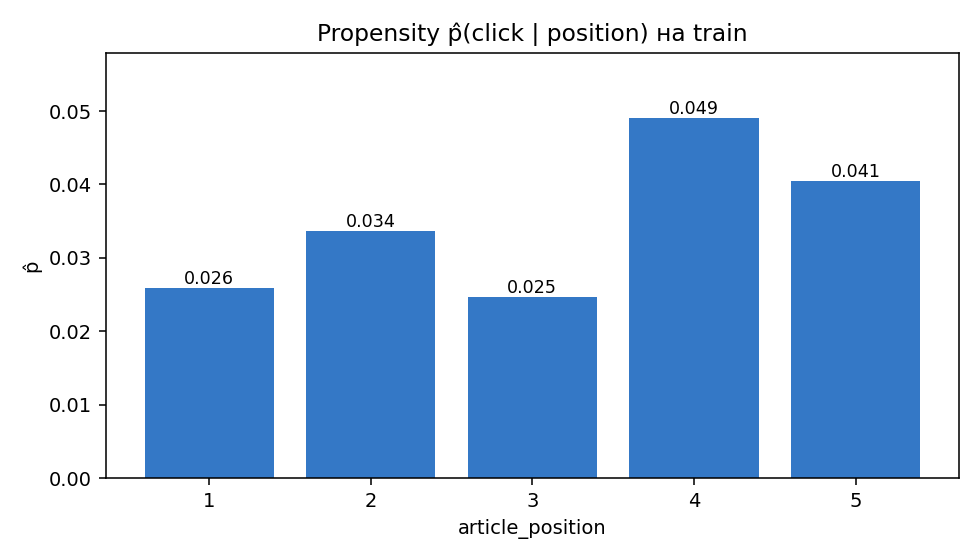 Propensity p̂(click | position) на train
p̂
0.05
0.04
0.03
0.02
0.01
0.00
0.026
0.034
0.025
0.049
0.041
1 2 3 4 5
article_position